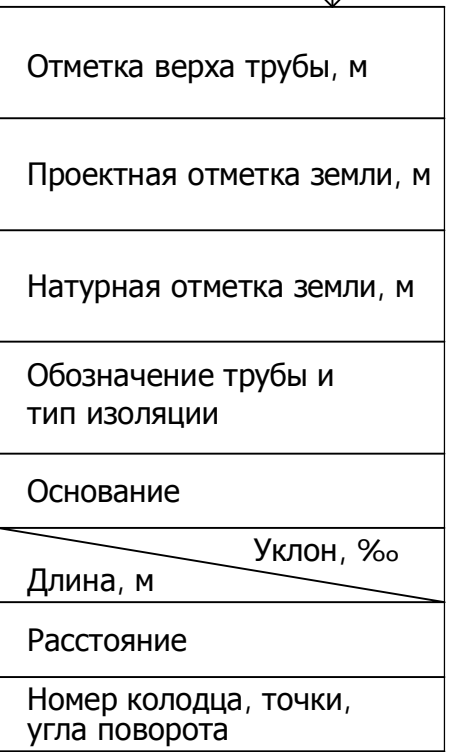 Отметка верха трубы, м
Проектная отметка земли, м
Натурная отметка земли, м
Обозначение трубы и
тип изоляции
Основание
Уклон, ‰
Длина, м
Расстояние
Номер колодца, точки,
угла поворота